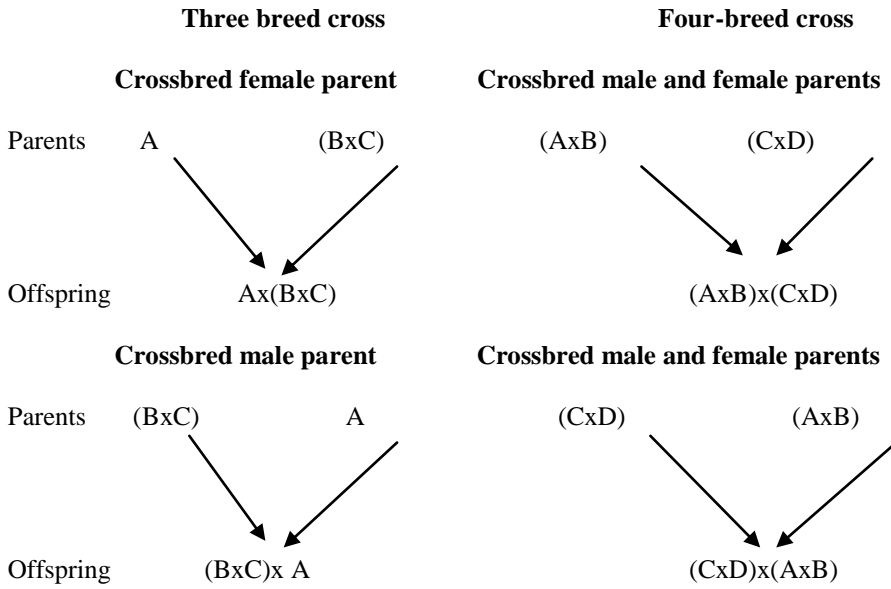 Three breed cross Four-breed cross
Crossbred female parent Crossbred male and female parents
Parents A (BxC) (AxB) (CxD)
Offspring Ax(BxC) (AxB)x(CxD)
Crossbred male parent Crossbred male and female parents
Parents (BxC) A (CxD) (AxB)
Offspring (BxC)x A (CxD)x(AxB)